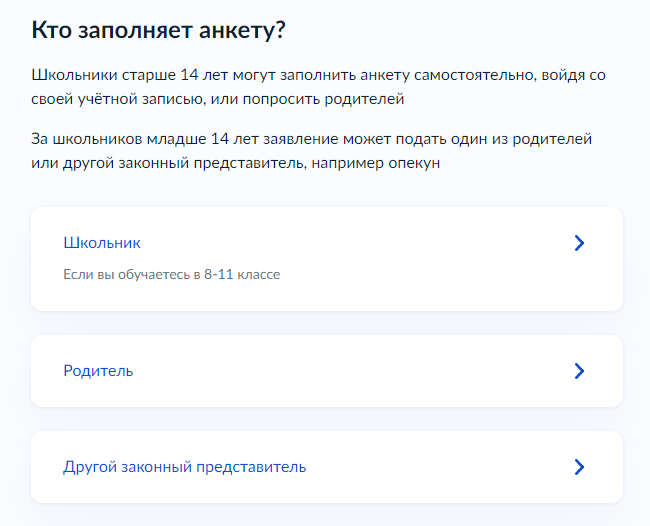 Кто заполняет анкету?
Школьники старше 14 лет могут заполнить анкету самостоятельно, войдя со
своей учётной записью, или попросить родителей
За школьников младше 14 лет заявление может подать один из родителей
или другой законный представитель, например опекун
Школьник
Если вы обучаетесь в 8-11 классе
Родитель
Другой законный представитель